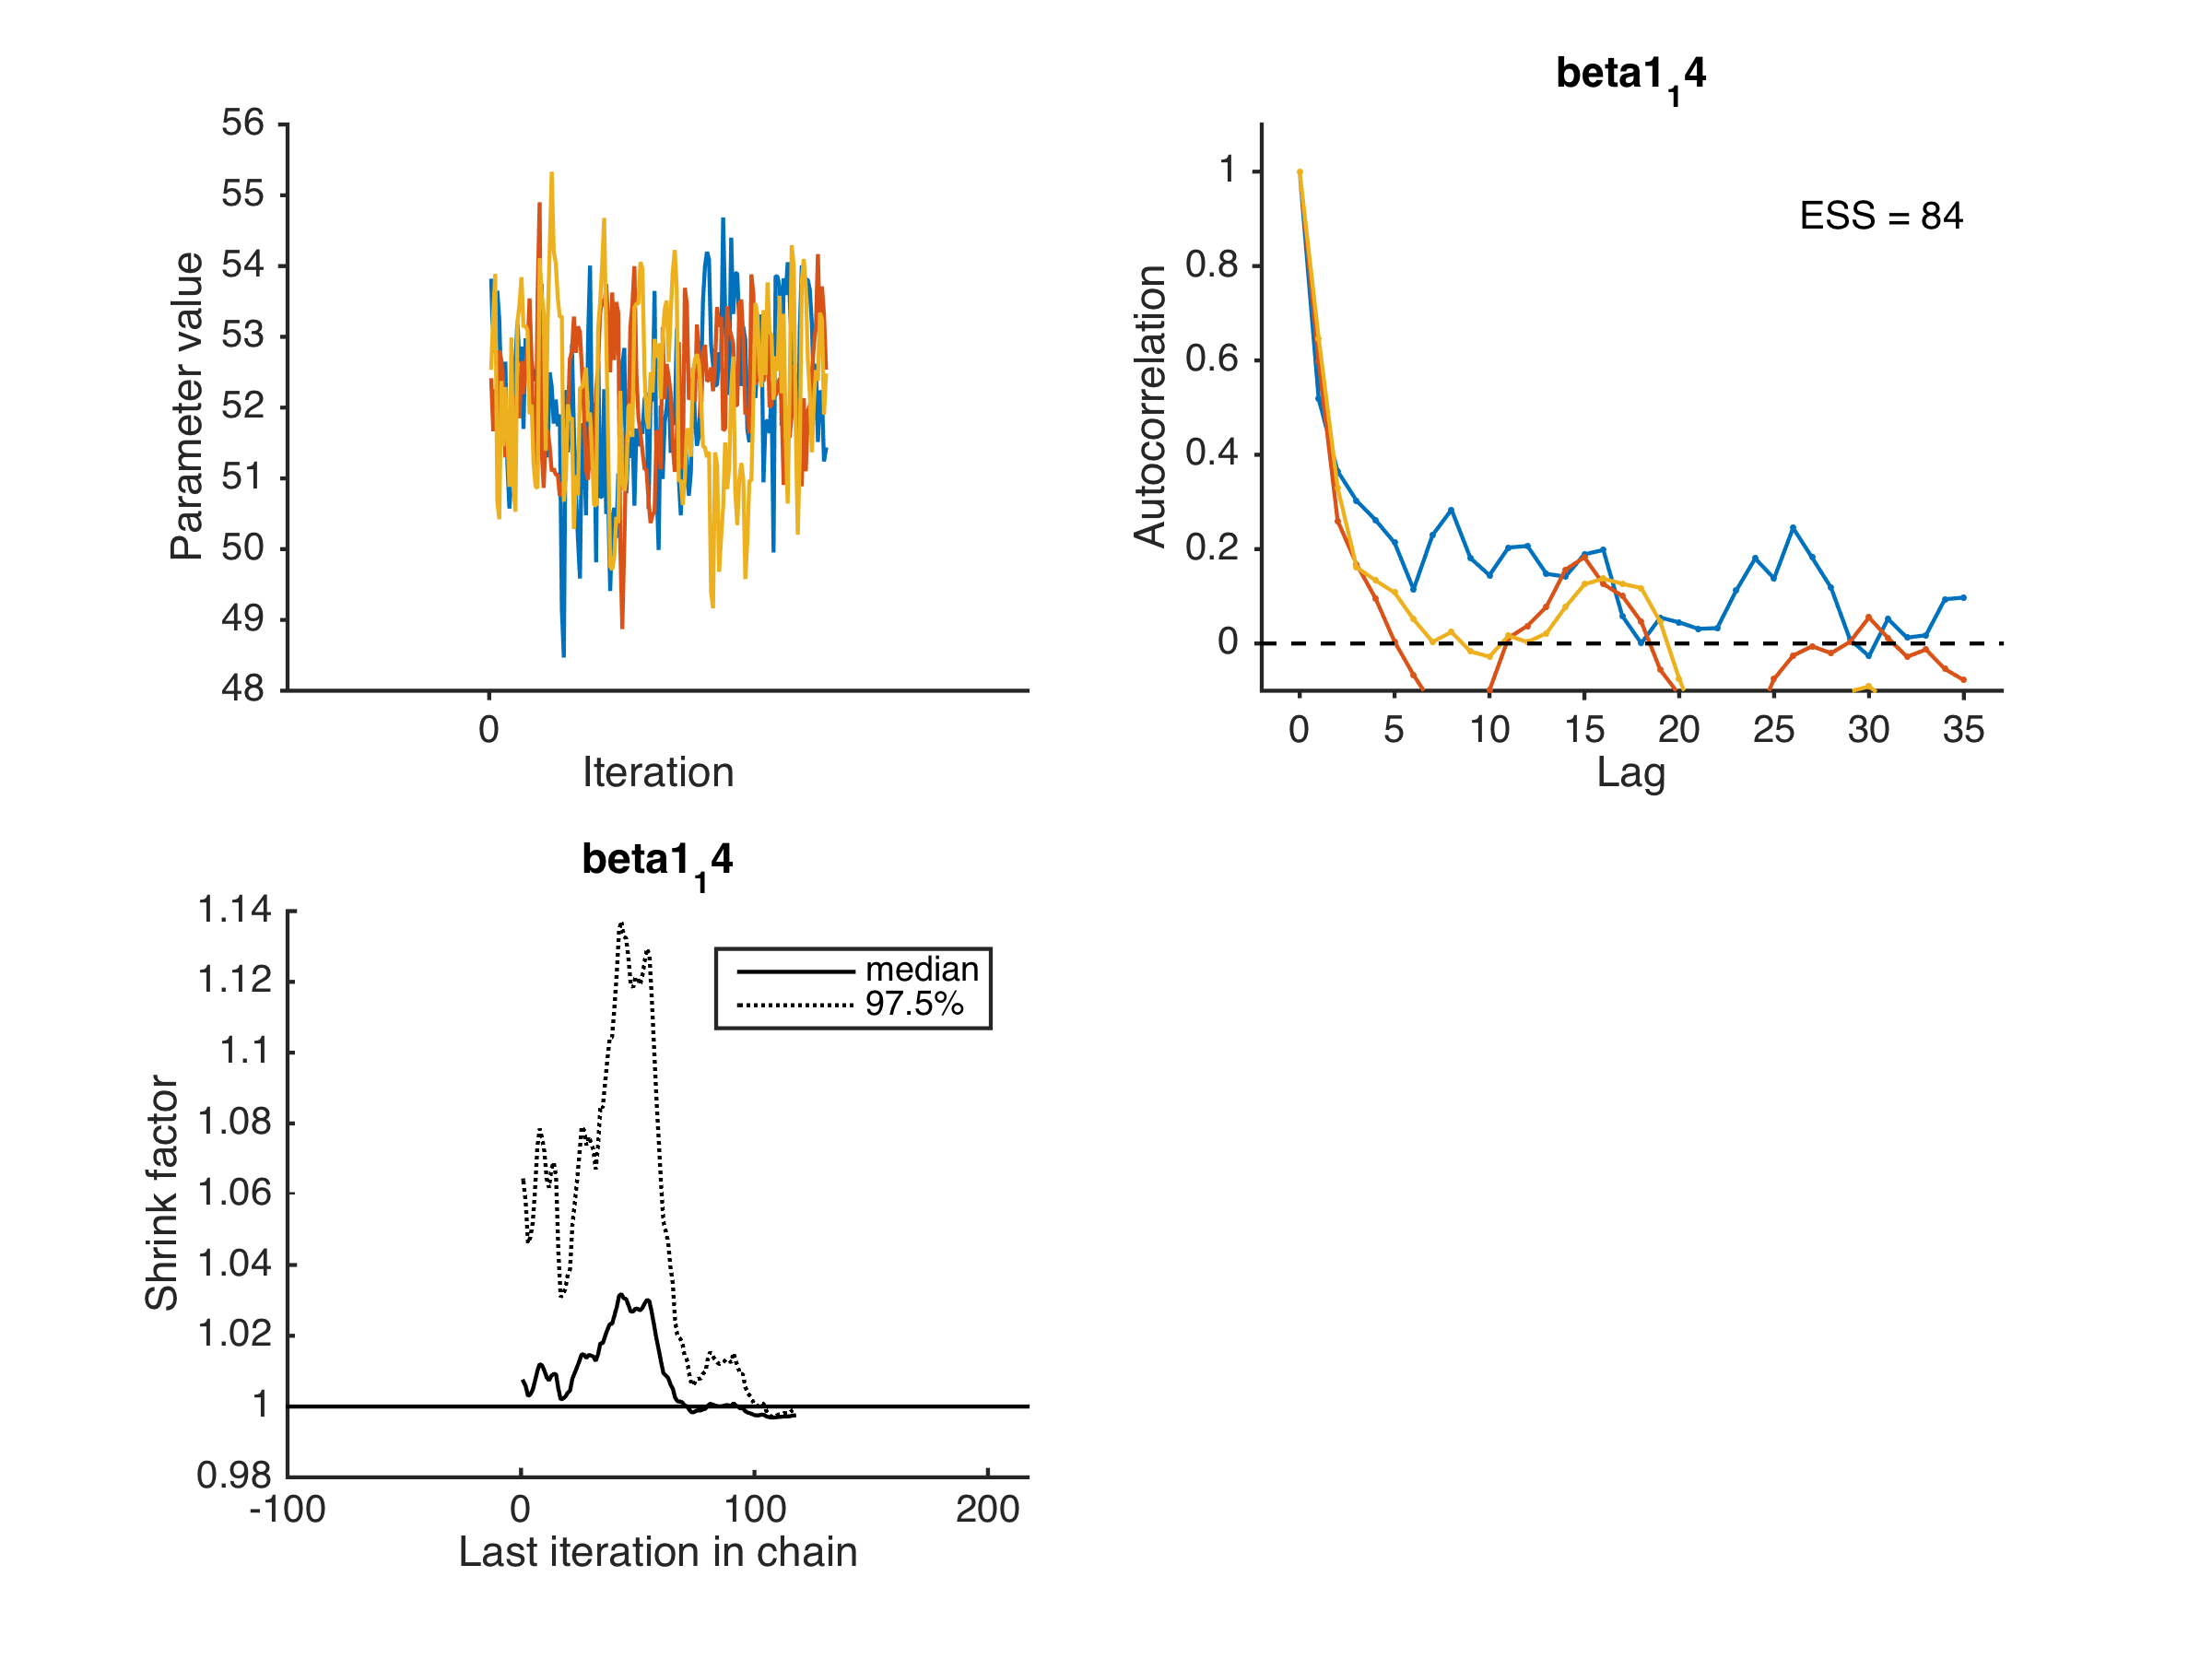 56
55
54
53
52
51
50
49
48
Parameter value
0
Iteration
beta1₁4
1
0.8
0.6
0.4
0.2
0
Autocorrelation
ESS = 84
0 5 10 15 20 25 30 35
Lag
beta1₁4
1.14
1.12
1.1
1.08
1.06
1.04
1.02
1
0.98
Shrink factor
median
97.5%
-100 0 100 200
Last iteration in chain